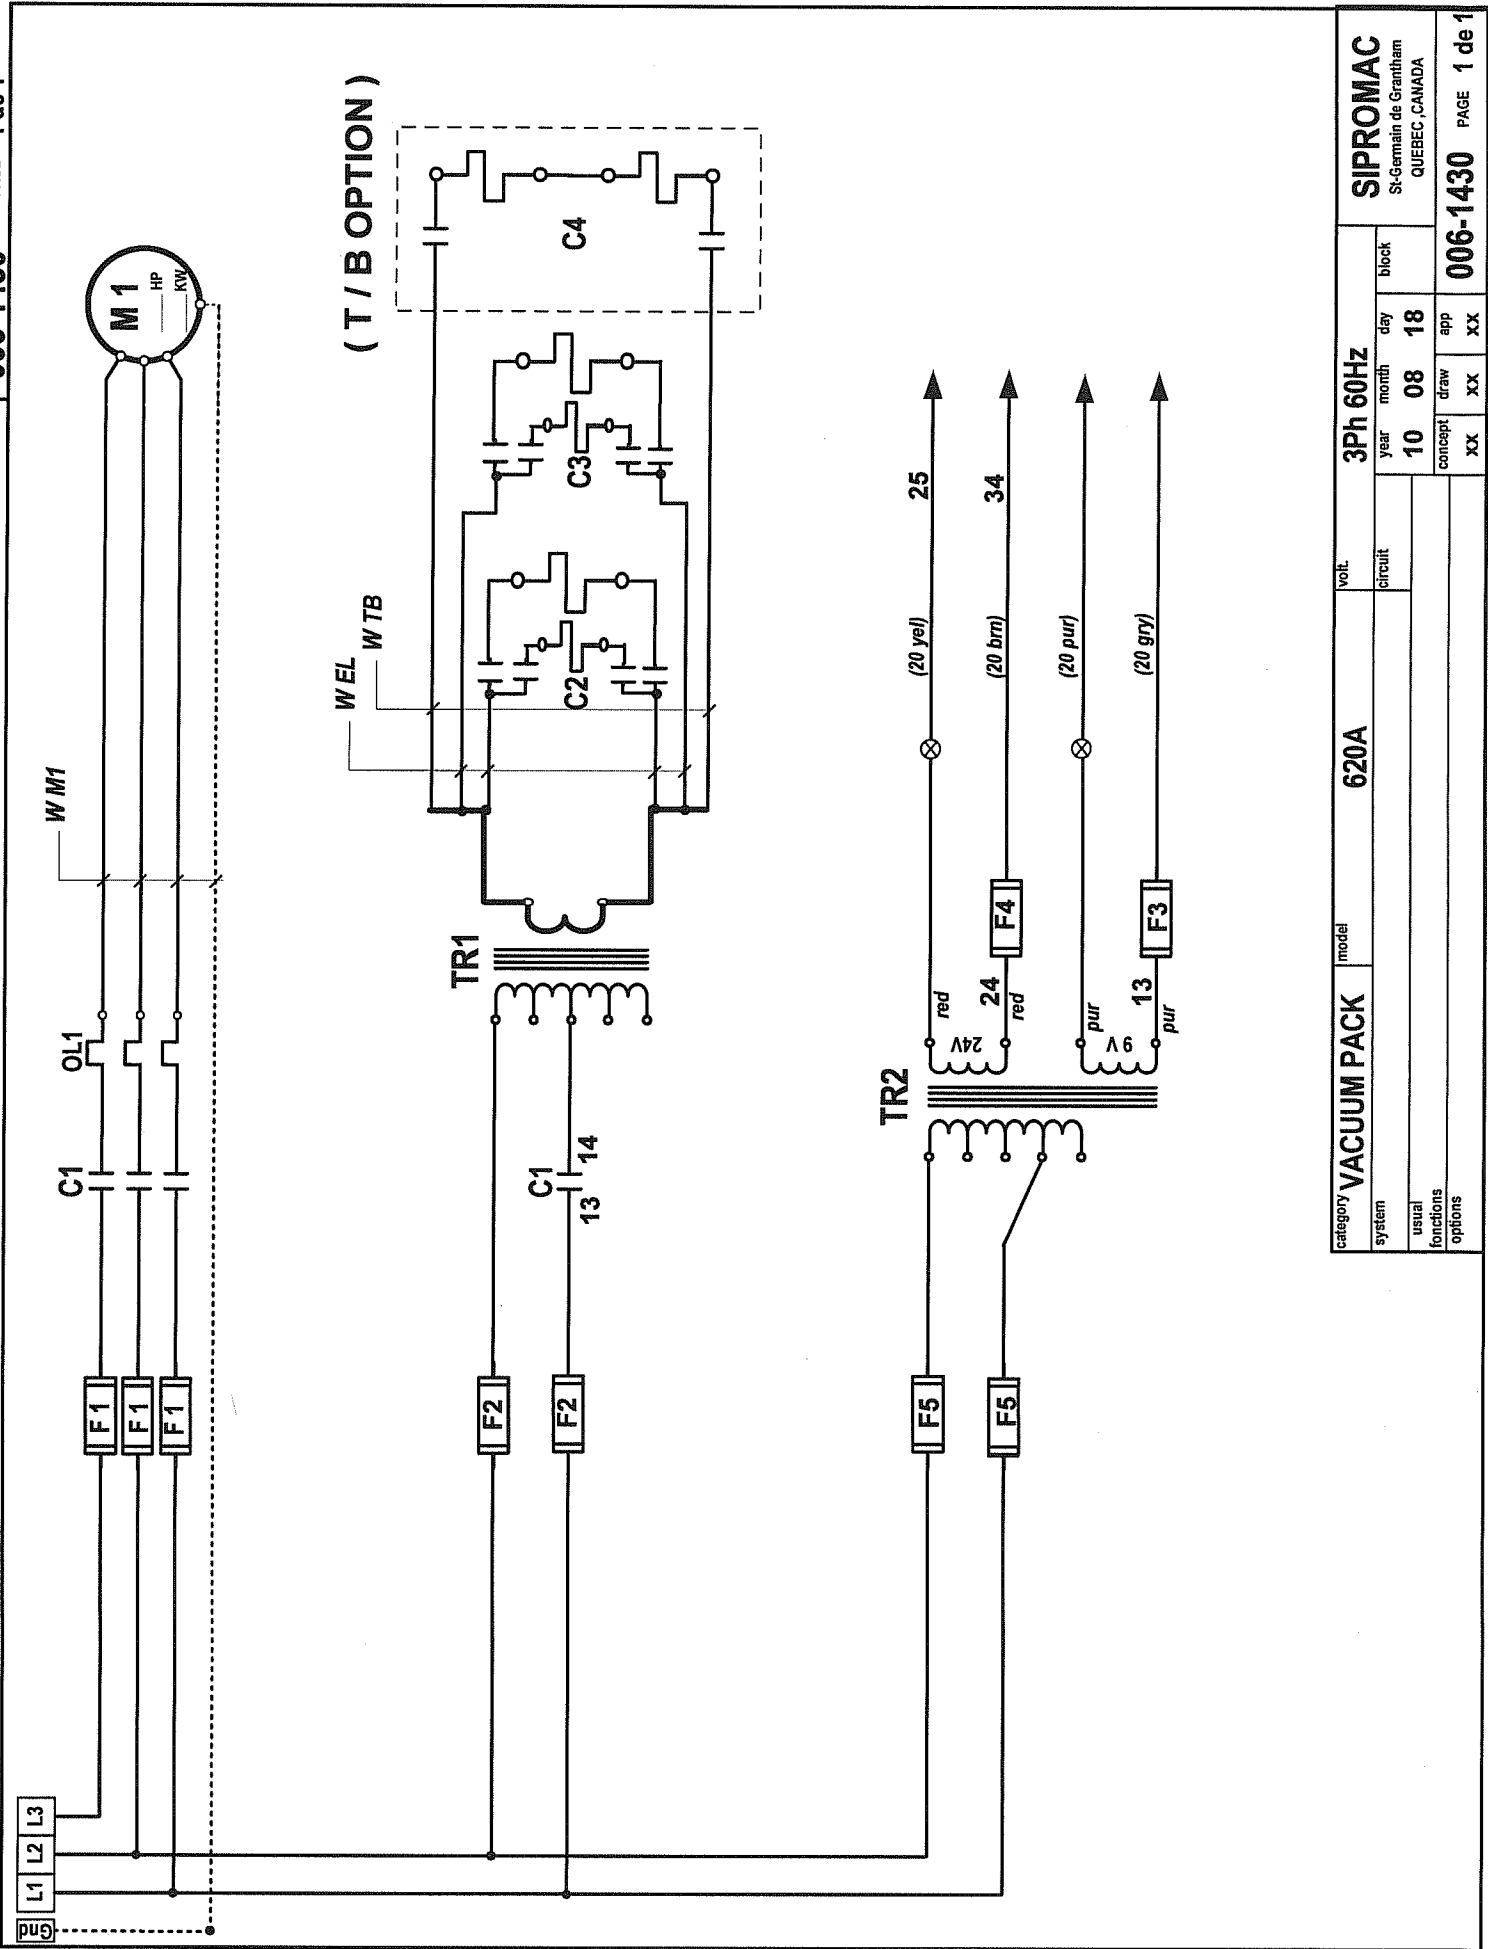 Gnd
L1
L2
L3
F1
F1
F1
C1
OL1
W M1
M 1
HP
KW
F2
F2
C1
13
14
TR1
W EL
W TB
C2
C3
C4
( T / B OPTION )
F5
F5
TR2
24V
9 V
red
24
red
pur
13
pur
F4
F3
(20 yel)
(20 brn)
(20 pur)
(20 gry)
25
34
category VACUUM PACK
model 620A
volt. 3Ph 60Hz
SIPROMAC
St-Germain de Grantham
QUEBEC ,CANADA
system
circuit
year month day block
10 08 18
usual
fonctions
options
concept draw app
xx xx xx
006-1430 PAGE 1 de 1